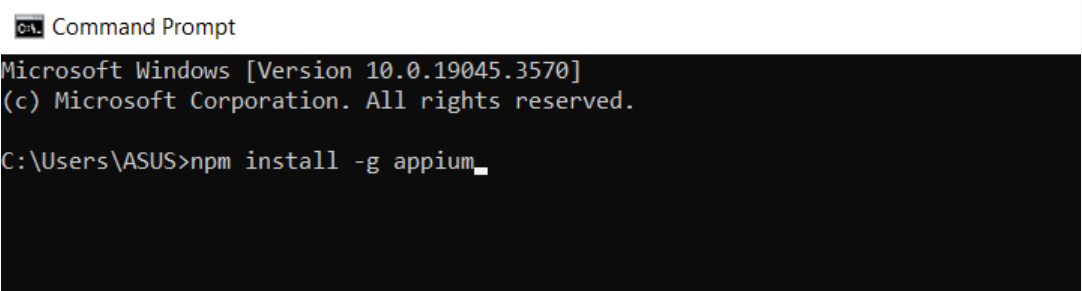 Command Prompt
Microsoft Windows [Version 10.0.19045.3570]
(c) Microsoft Corporation. All rights reserved.
C:\Users\ASUS>npm install -g appium